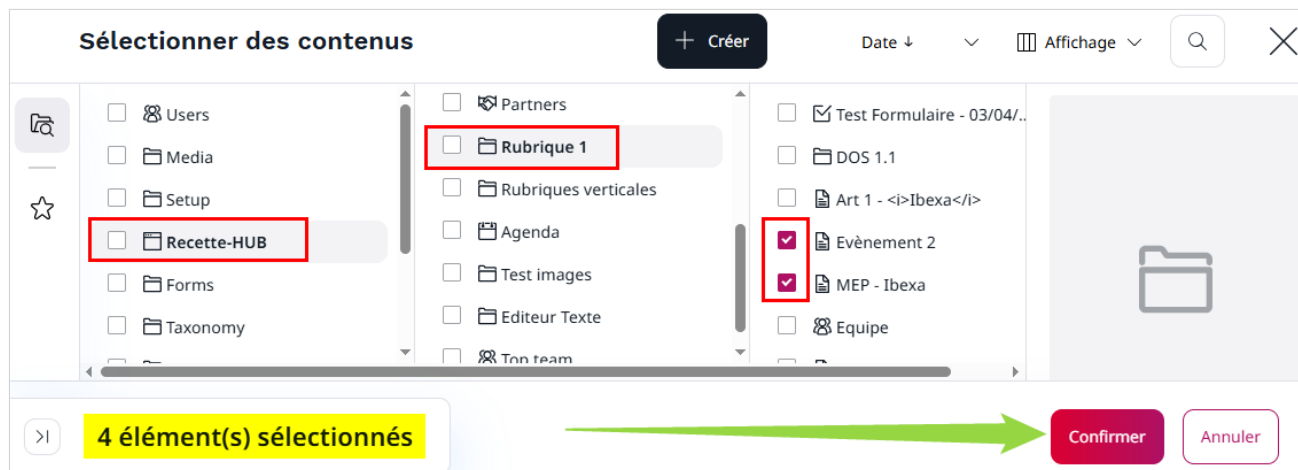 Sélectionner des contenus
Créer
Date ↓
Affichage
Users
Media
Setup
Recette-HUB
Forms
Taxonomy
Partners
Rubrique 1
Rubriques verticales
Agenda
Test images
Editeur Texte
Top team
Test Formulaire - 03/04/..
DOS 1.1
Art 1 - <i>Ibexa</i>
Evènement 2
MEP - Ibexa
Equipe
4 élément(s) sélectionnés
Confirmer
Annuler